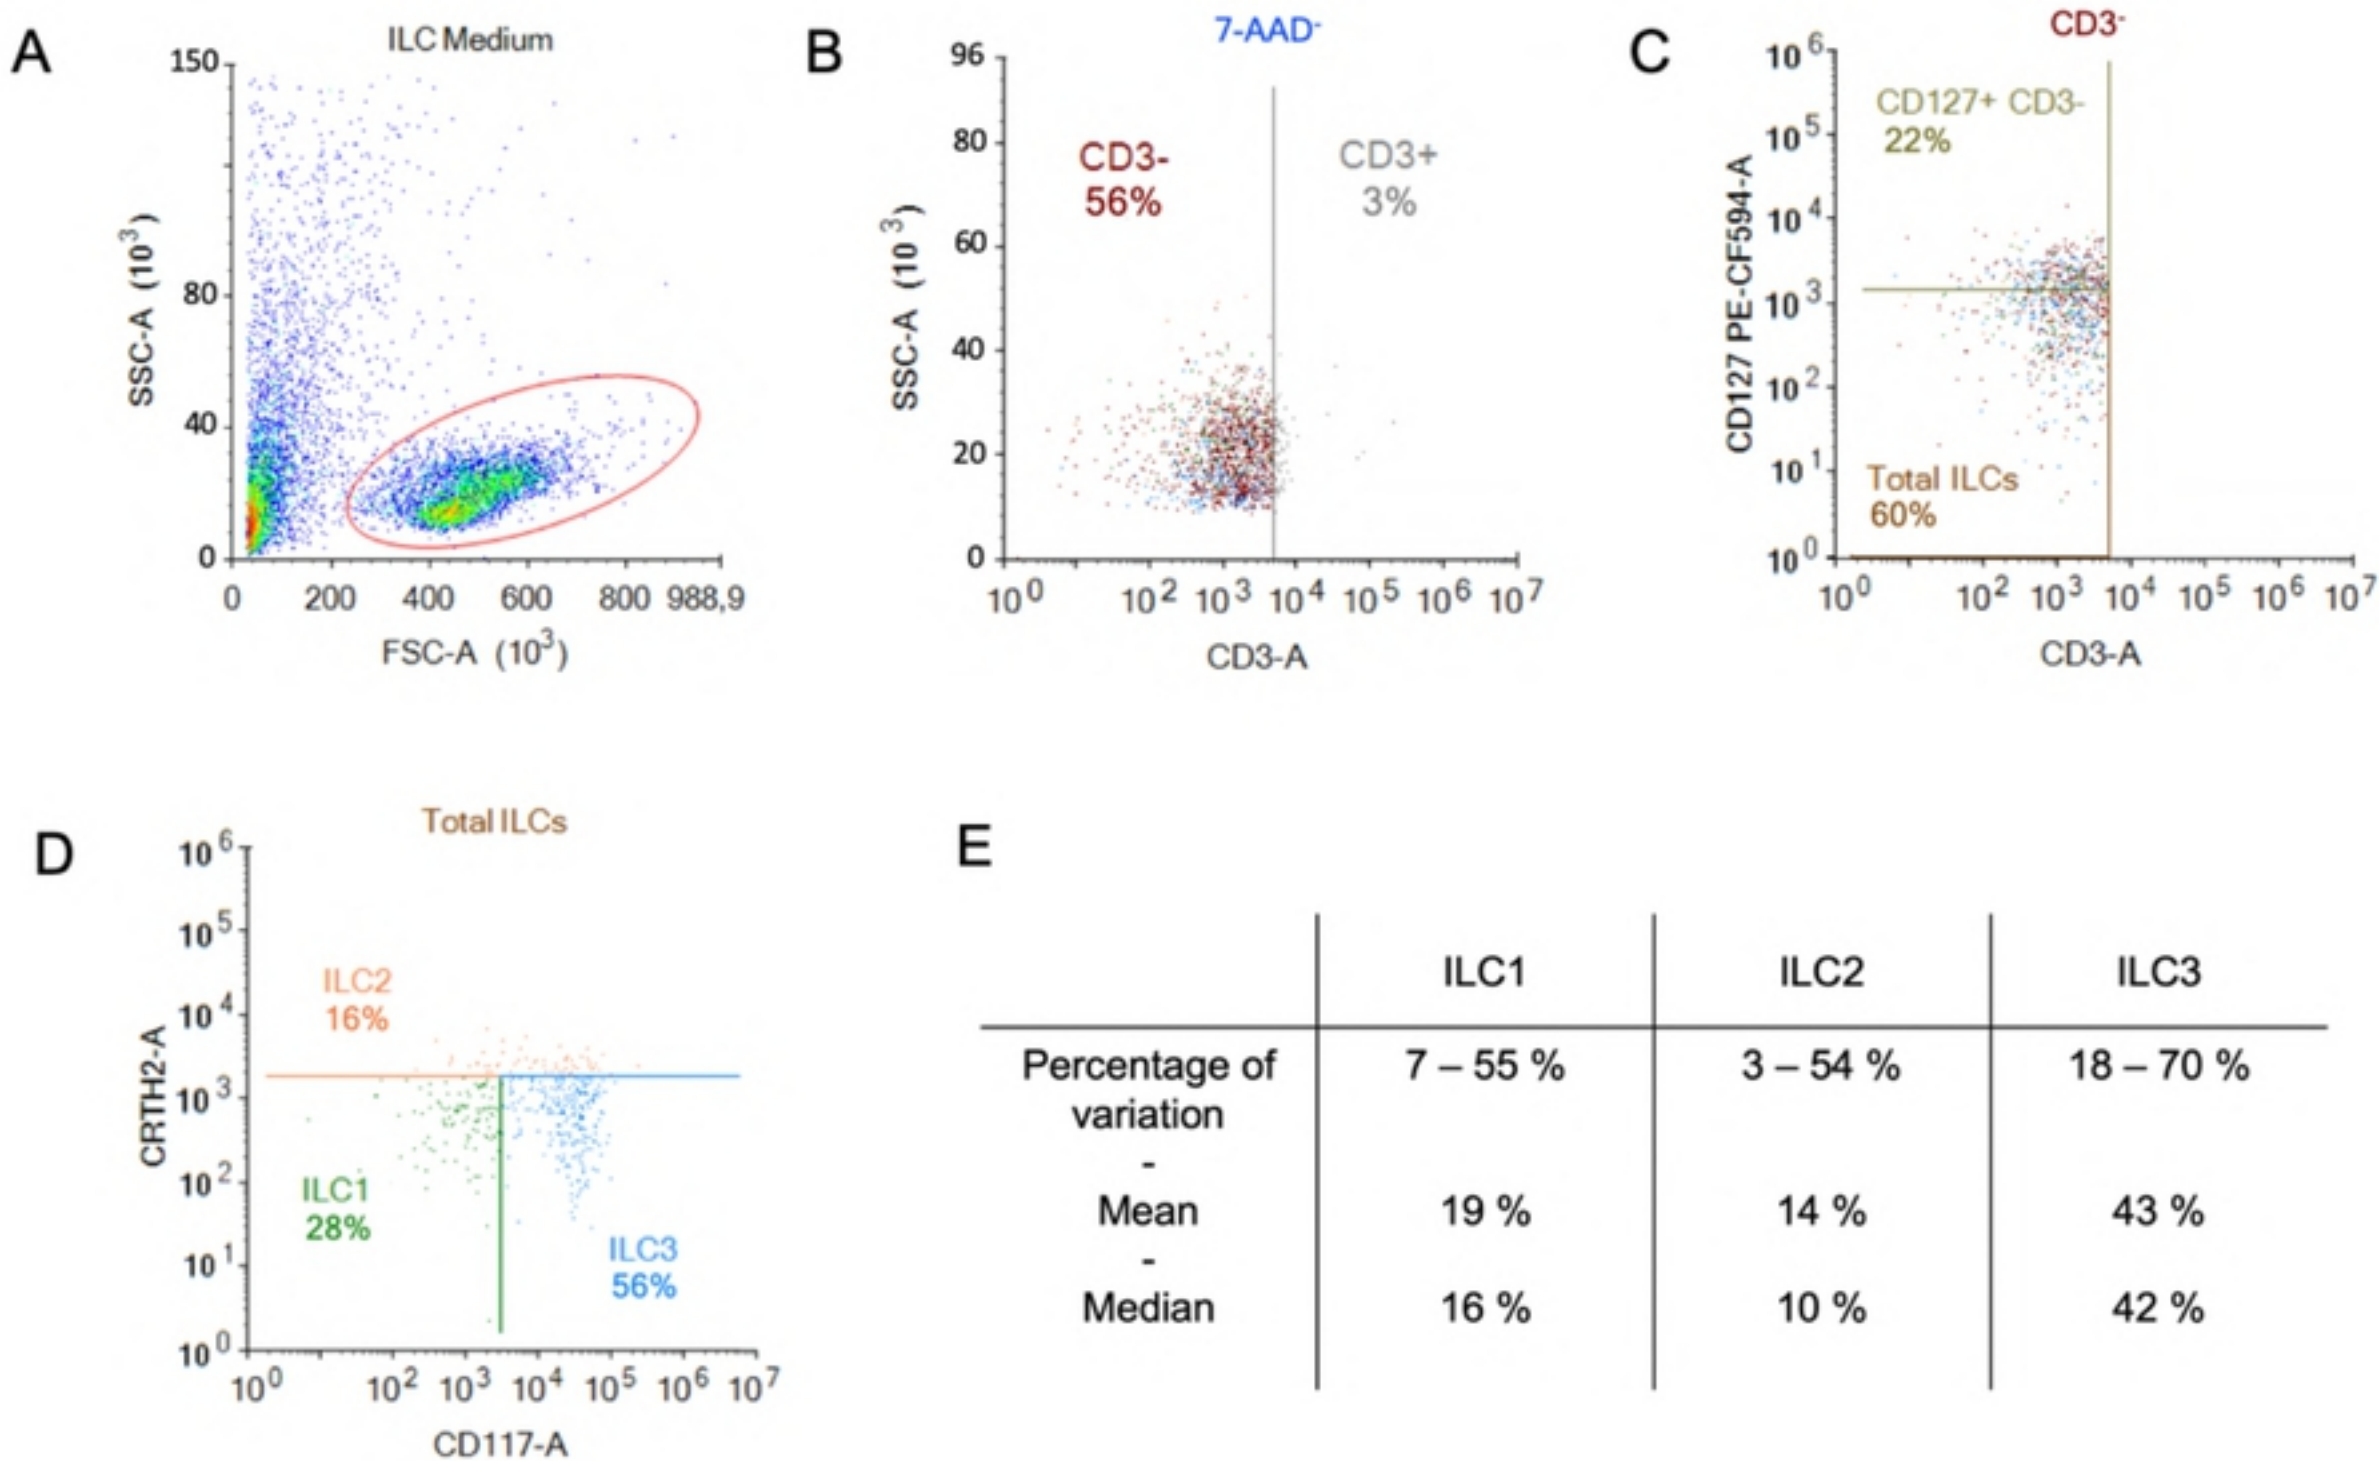 A
ILC Medium
150
80
40
0
SSC-A (10³)
0 200 400 600 800 988,9
FSC-A (10³)
B
7-AAD⁻
96
80
60
40
20
0
SSC-A (10³)
CD3-
56%
CD3+
3%
10⁰ 10² 10³ 10⁴ 10⁵ 10⁶ 10⁷
CD3-A
C
CD3⁻
10⁶
10⁵
10⁴
10³
10²
10¹
10⁰
CD127 PE-CF594-A
CD127+ CD3-
22%
Total ILCs
60%
10⁰ 10² 10³ 10⁴ 10⁵ 10⁶ 10⁷
CD3-A
D
Total ILCs
10⁶
10⁵
10⁴
10³
10²
10¹
10⁰
CRTH2-A
ILC2
16%
ILC1
28%
ILC3
56%
10⁰ 10² 10³ 10⁴ 10⁵ 10⁶ 10⁷
CD117-A
E
ILC1 ILC2 ILC3
Percentage of 7 – 55 % 3 – 54 % 18 – 70 %
variation
-
Mean 19 % 14 % 43 %
-
Median 16 % 10 % 42 %